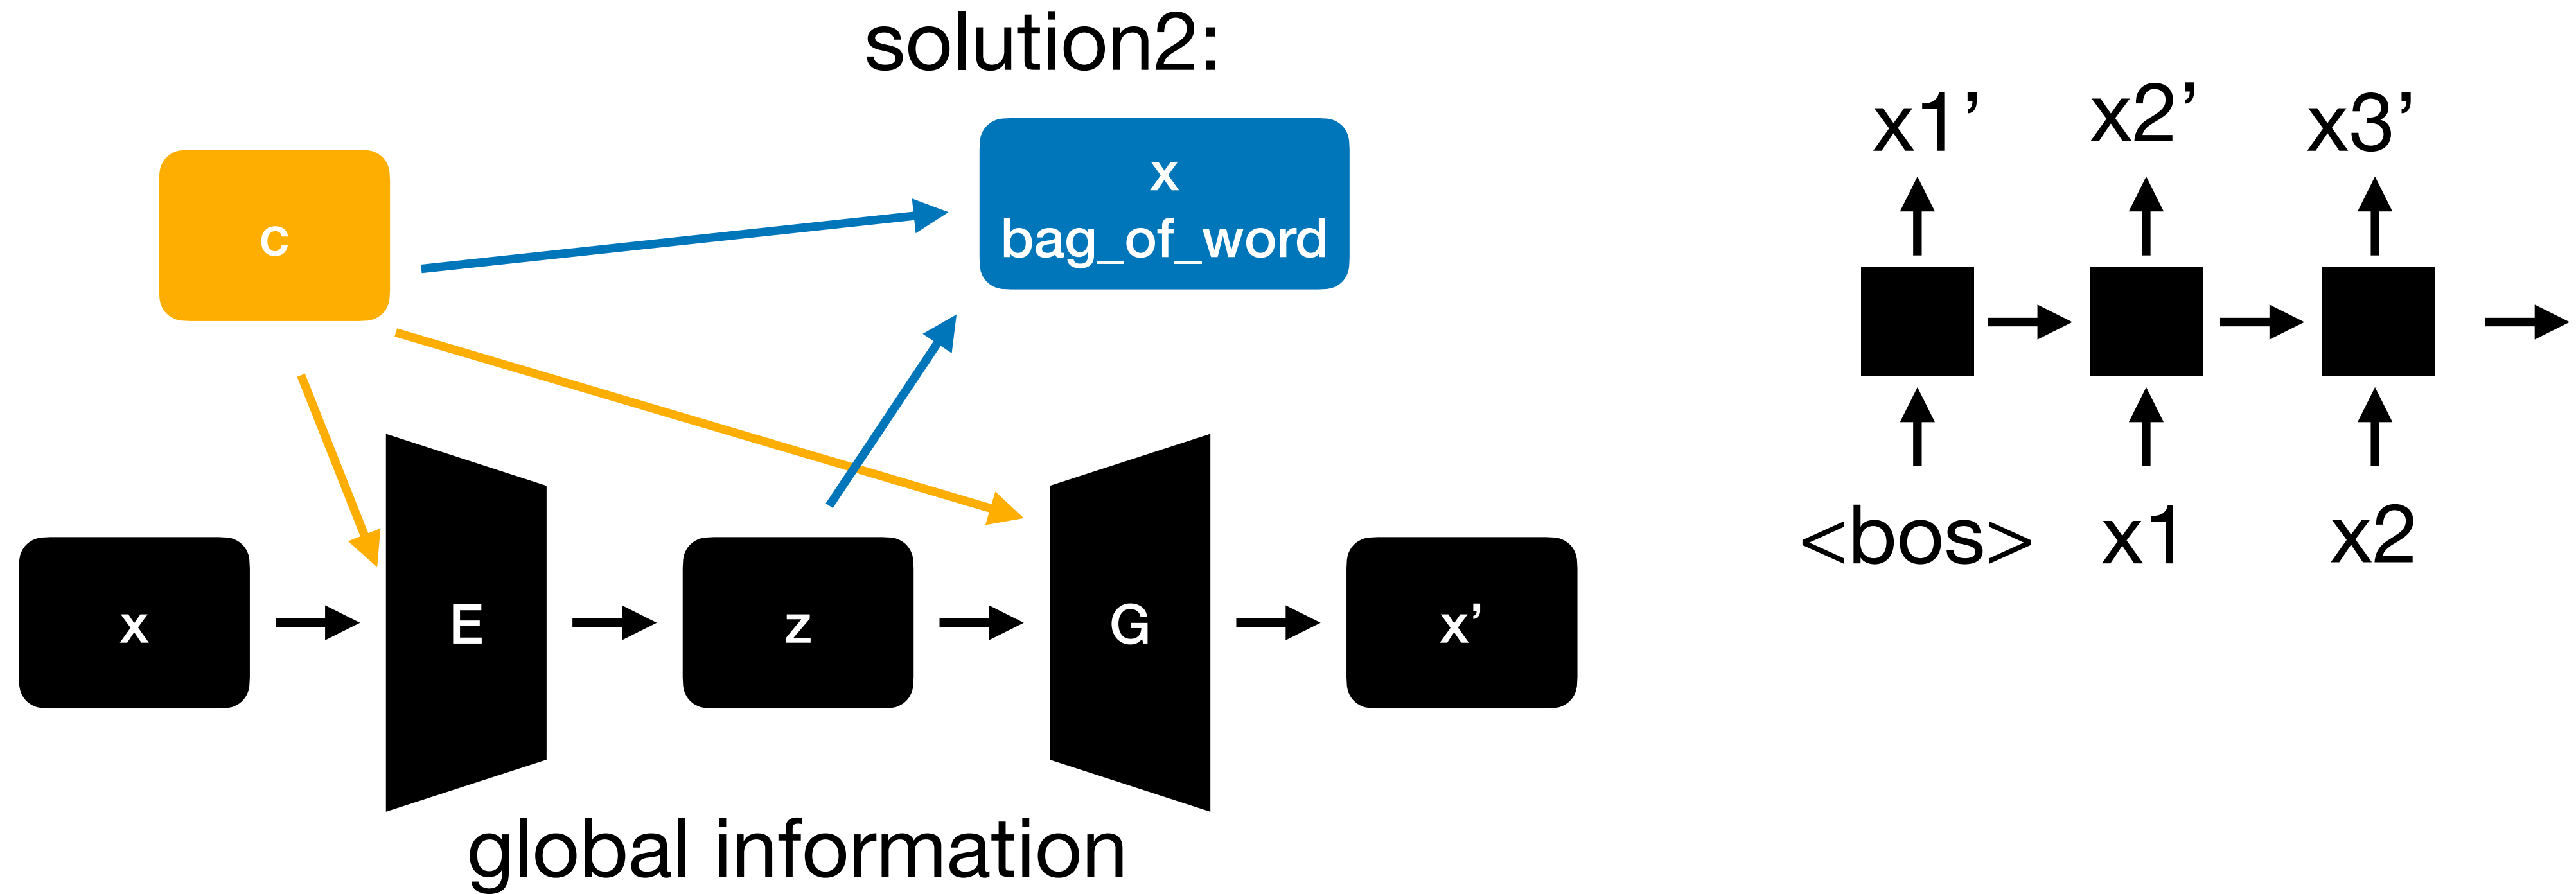 solution2:
c
x
bag_of_word
x
E
z
G
x’
global information
x1’
x2’
x3’
<bos>
x1
x2